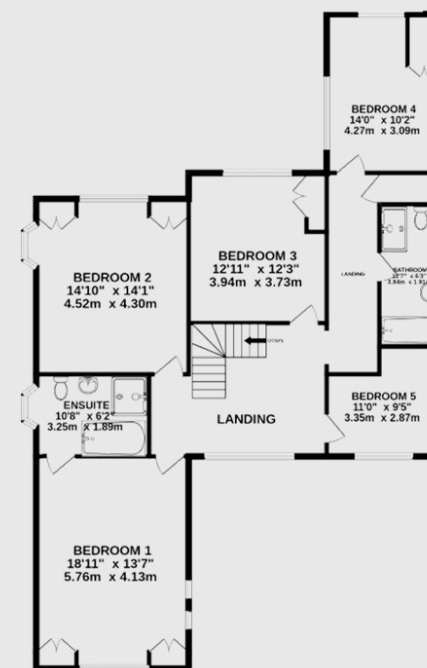 BEDROOM 4
14'0" x 10'2"
4.27m x 3.09m
BEDROOM 3
12'11" x 12'3"
3.94m x 3.73m
BEDROOM 2
14'10" x 14'1"
4.52m x 4.30m
LANDING
BATHROOM
ENSUITE
10'8" x 6'2"
3.25m x 1.89m
LANDING
BEDROOM 5
11'0" x 9'5"
3.35m x 2.87m
BEDROOM 1
18'11" x 13'7"
5.76m x 4.13m